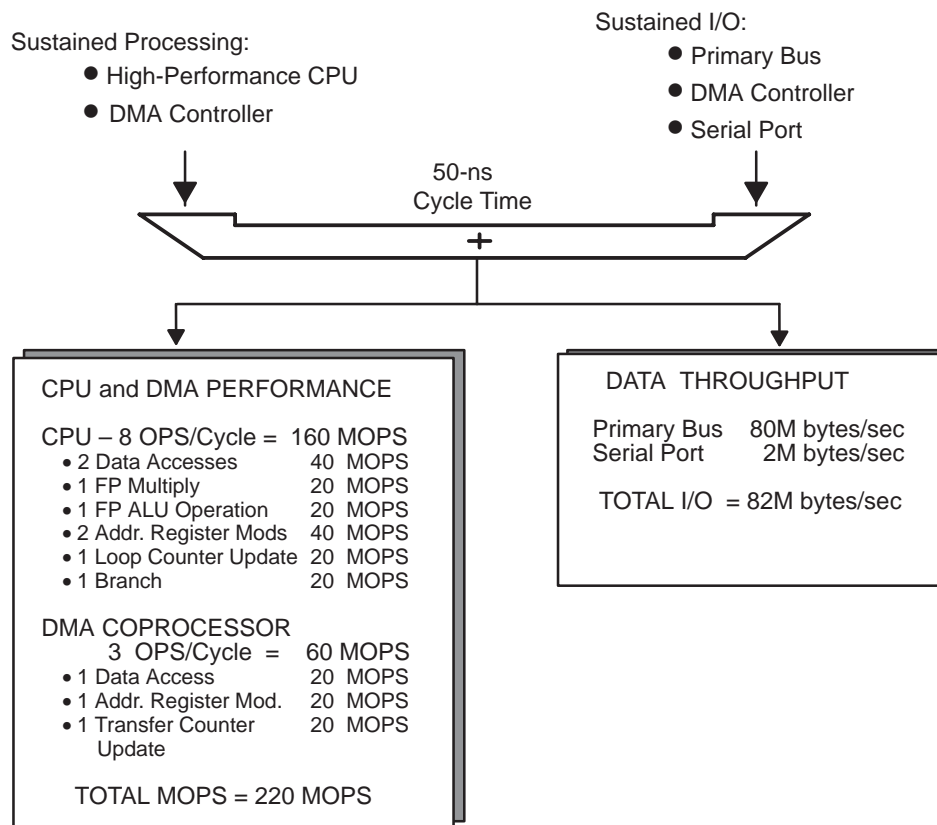 Sustained Processing:
● High-Performance CPU
● DMA Controller
Sustained I/O:
● Primary Bus
● DMA Controller
● Serial Port
50-ns
Cycle Time
+
CPU and DMA PERFORMANCE
CPU – 8 OPS/Cycle = 160 MOPS
• 2 Data Accesses 40 MOPS
• 1 FP Multiply 20 MOPS
• 1 FP ALU Operation 20 MOPS
• 2 Addr. Register Mods 40 MOPS
• 1 Loop Counter Update 20 MOPS
• 1 Branch 20 MOPS
DMA COPROCESSOR
3 OPS/Cycle = 60 MOPS
• 1 Data Access 20 MOPS
• 1 Addr. Register Mod. 20 MOPS
• 1 Transfer Counter 20 MOPS
Update
TOTAL MOPS = 220 MOPS
DATA THROUGHPUT
Primary Bus 80M bytes/sec
Serial Port 2M bytes/sec
TOTAL I/O = 82M bytes/sec